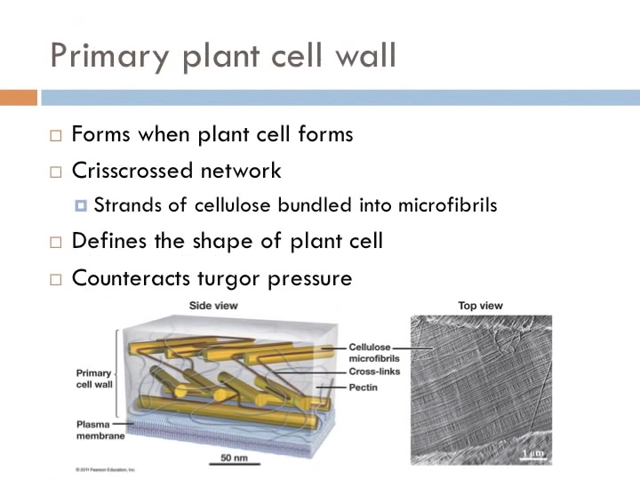 Primary plant cell wall
Forms when plant cell forms
Crisscrossed network
Strands of cellulose bundled into microfibrils
Defines the shape of plant cell
Counteracts turgor pressure
Side view
Top view
Primary
cell wall
Plasma
membrane
Cellulose
microfibrils
Cross-links
Pectin
50 nm
1 μm
© 2011 Pearson Education, Inc.